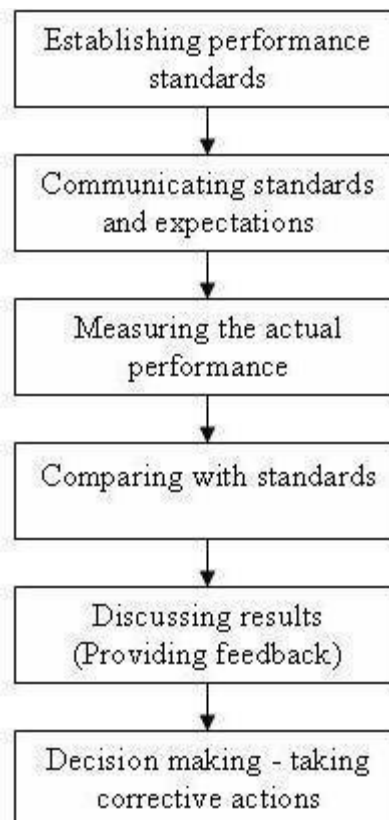 Establishing performance
standards
Communicating standards
and expectations
Measuring the actual
performance
Comparing with standards
Discussing results
(Providing feedback)
Decision making - taking
corrective actions